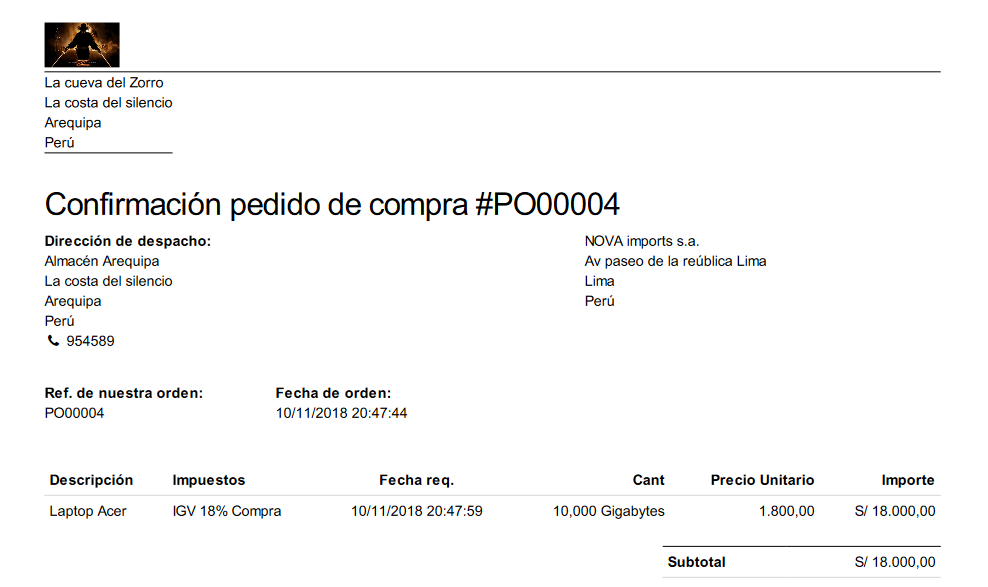 La cueva del Zorro
La costa del silencio
Arequipa
Perú
Confirmación pedido de compra #PO00004
Dirección de despacho:
Almacén Arequipa
La costa del silencio
Arequipa
Perú
954589
NOVA imports s.a.
Av paseo de la reública Lima
Lima
Perú
Ref. de nuestra orden: Fecha de orden:
PO00004 10/11/2018 20:47:44
Descripción Impuestos Fecha req. Cant Precio Unitario Importe
Laptop Acer IGV 18% Compra 10/11/2018 20:47:59 10,000 Gigabytes 1.800,00 S/ 18.000,00
Subtotal S/ 18.000,00